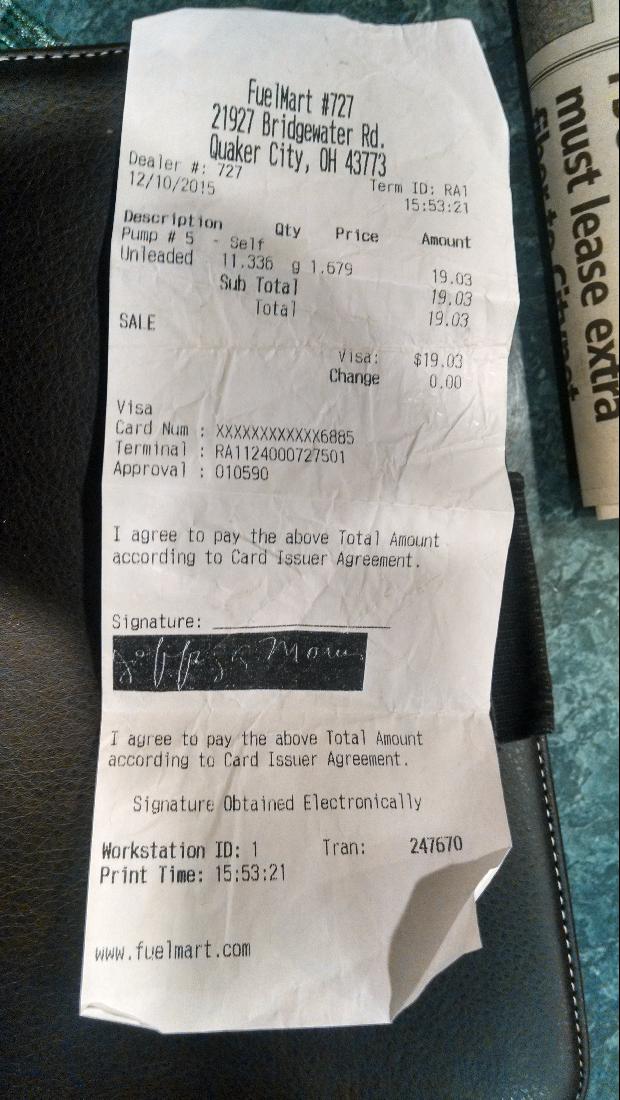 FuelMart #727
21927 Bridgewater Rd.
Quaker City, OH 43773
Dealer #: 727 Term ID: RA1
12/10/2015 15:53:21
Description Qty Price Amount
Pump # 5 - Self
Unleaded 11.336 g 1.679 19.03
Sub Total 19.03
Total 19.03
SALE
Visa: $19.03
Change 0.00
Visa
Card Num : XXXXXXXXXXXX6885
Terminal : RA1124000727501
Approval : 010590
I agree to pay the above Total Amount
according to Card Issuer Agreement.
Signature:
I agree to pay the above Total Amount
according to Card Issuer Agreement.
Signature Obtained Electronically
Workstation ID: 1 Tran: 247670
Print Time: 15:53:21
www.fuelmart.com
must lease extra